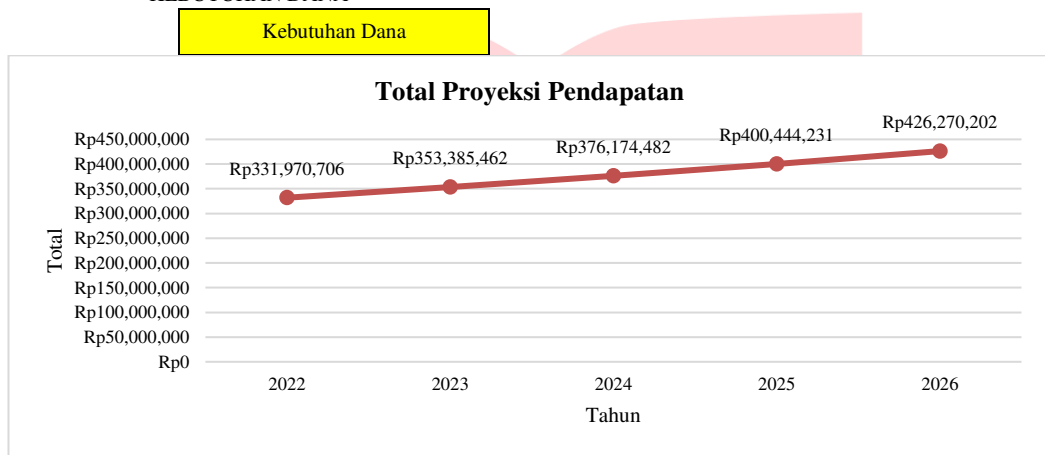 KEBUTUHAN DANA
Kebutuhan Dana
Total Proyeksi Pendapatan
Rp450,000,000
Rp400,000,000
Rp350,000,000
Rp300,000,000
Rp250,000,000
Rp200,000,000
Rp150,000,000
Rp100,000,000
Rp50,000,000
Rp0
Total
Rp331,970,706
Rp353,385,462
Rp376,174,482
Rp400,444,231
Rp426,270,202
2022
2023
2024
2025
2026
Tahun